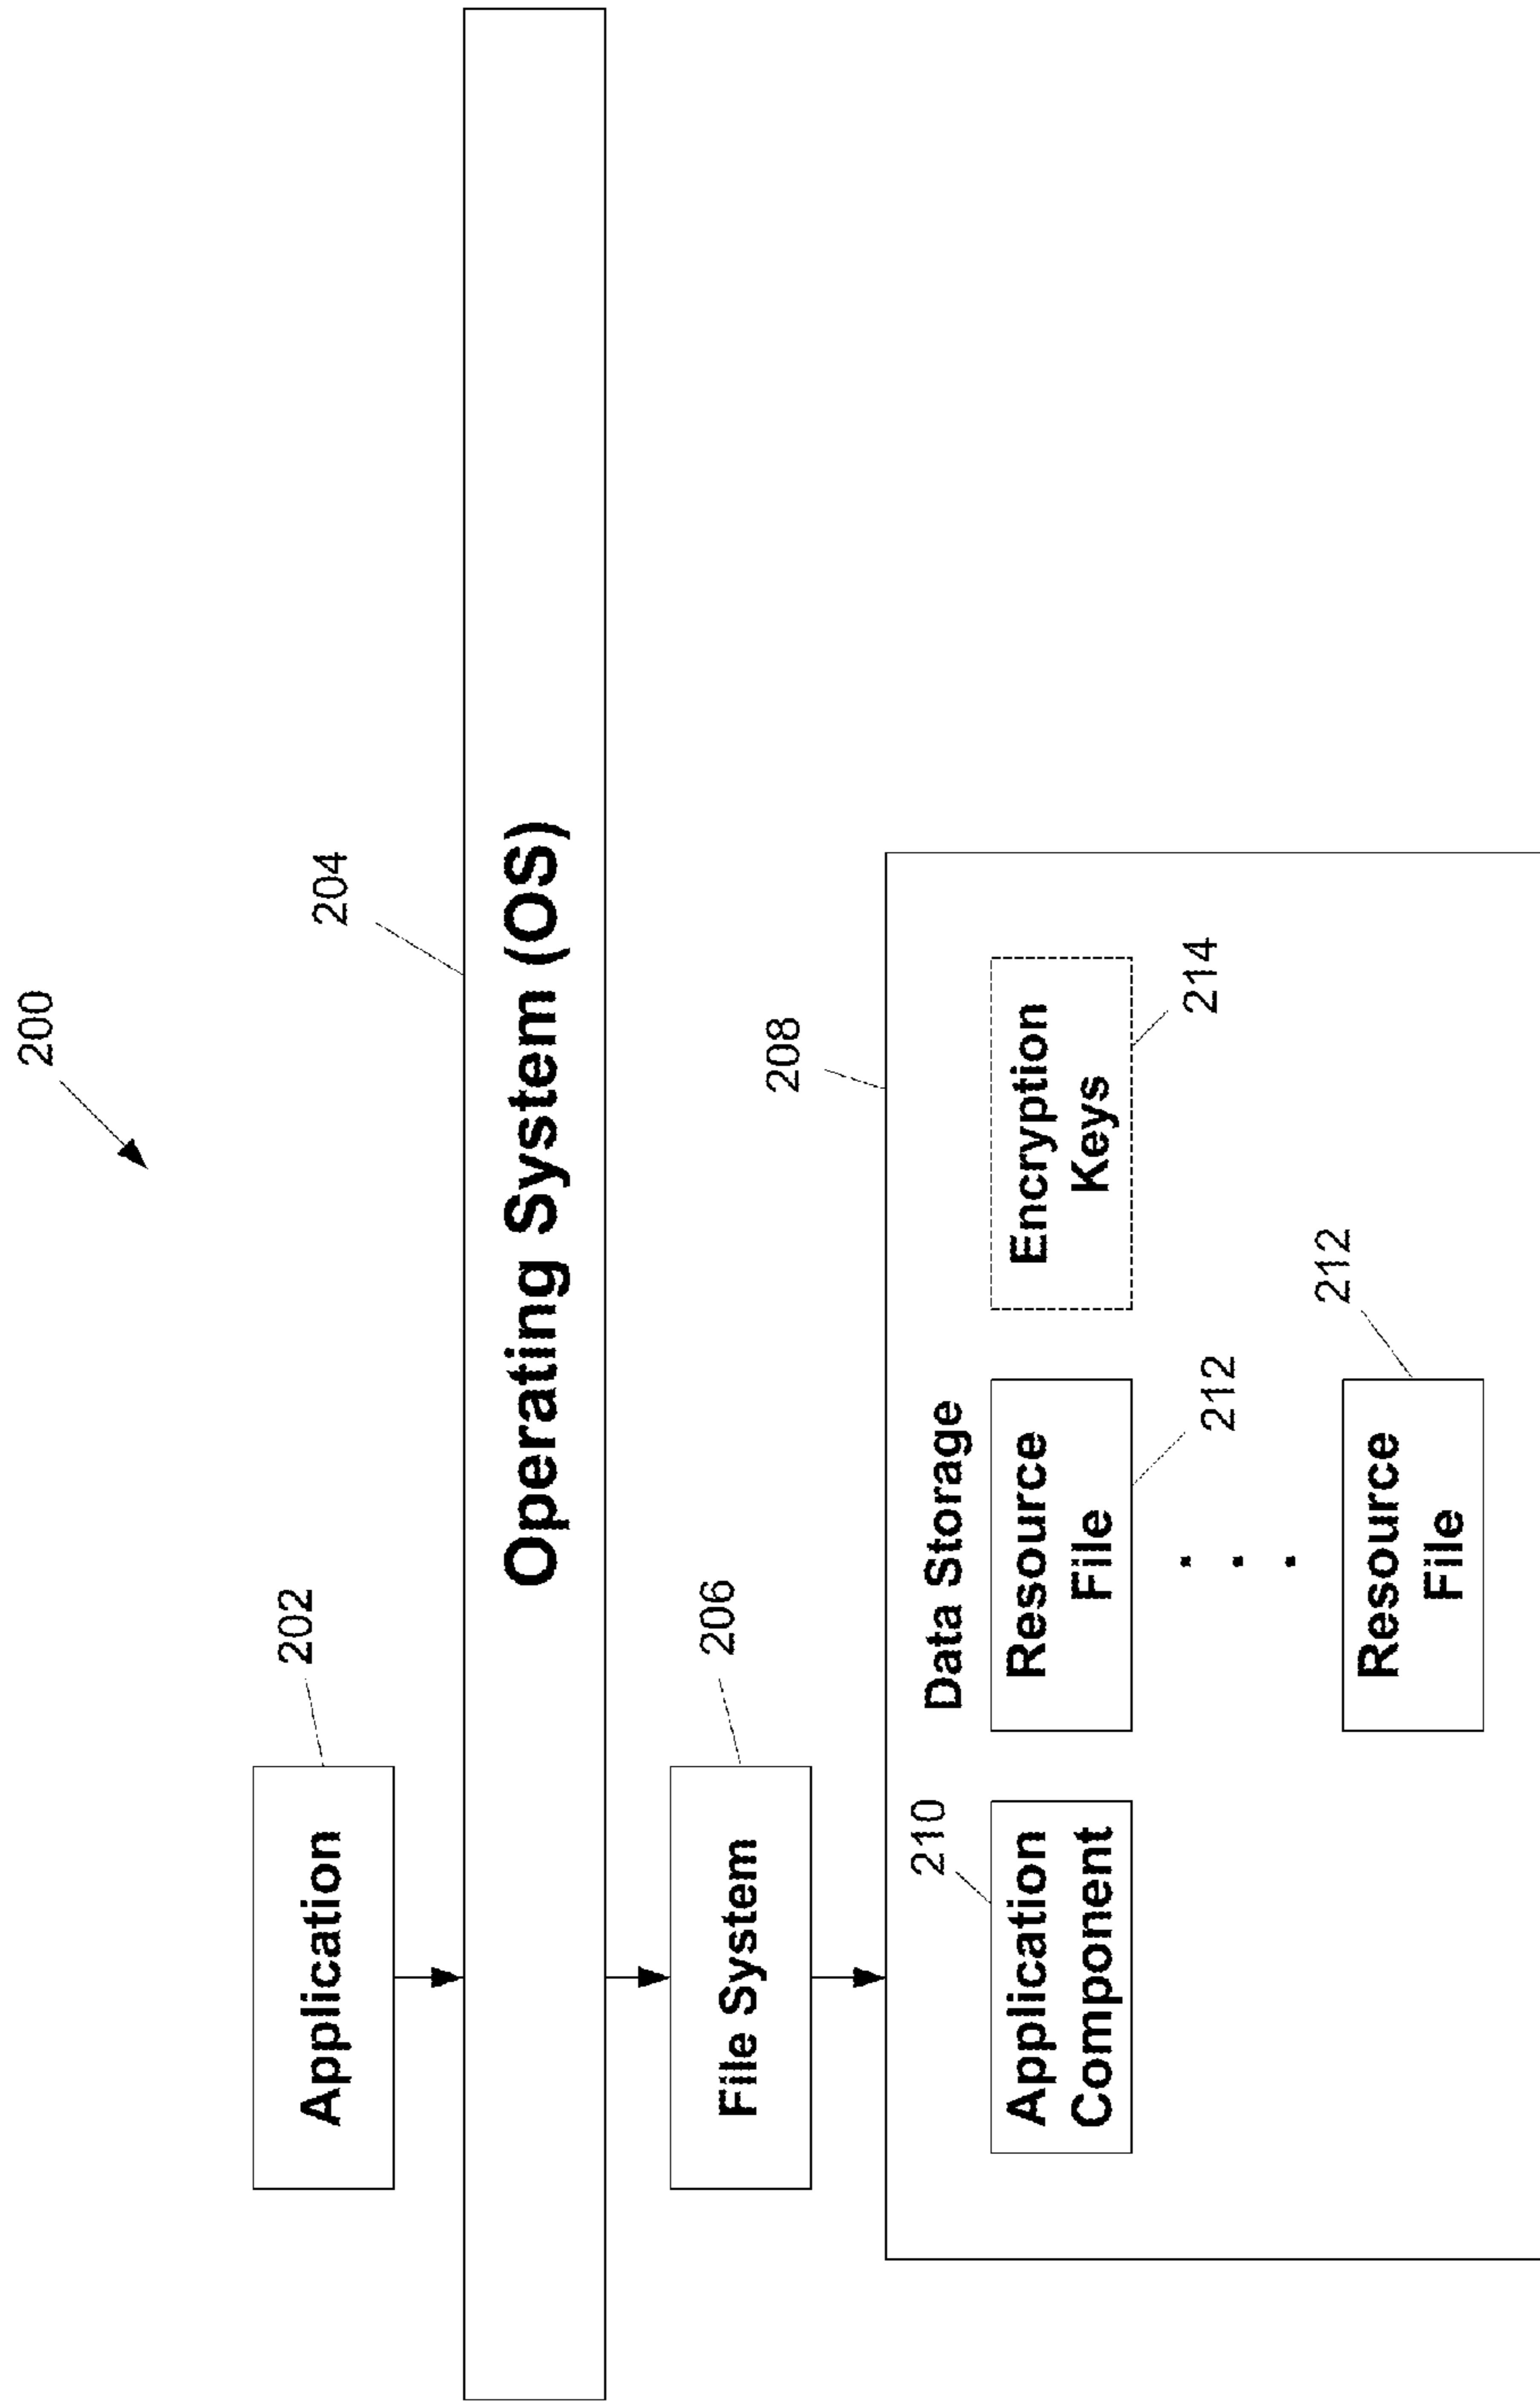 200
202
Application
204
Operating System (OS)
206
File System
208
Data Storage
210
Application
Component
Resource
File
212
Encryption
Keys
214
. . .
Resource
File
212